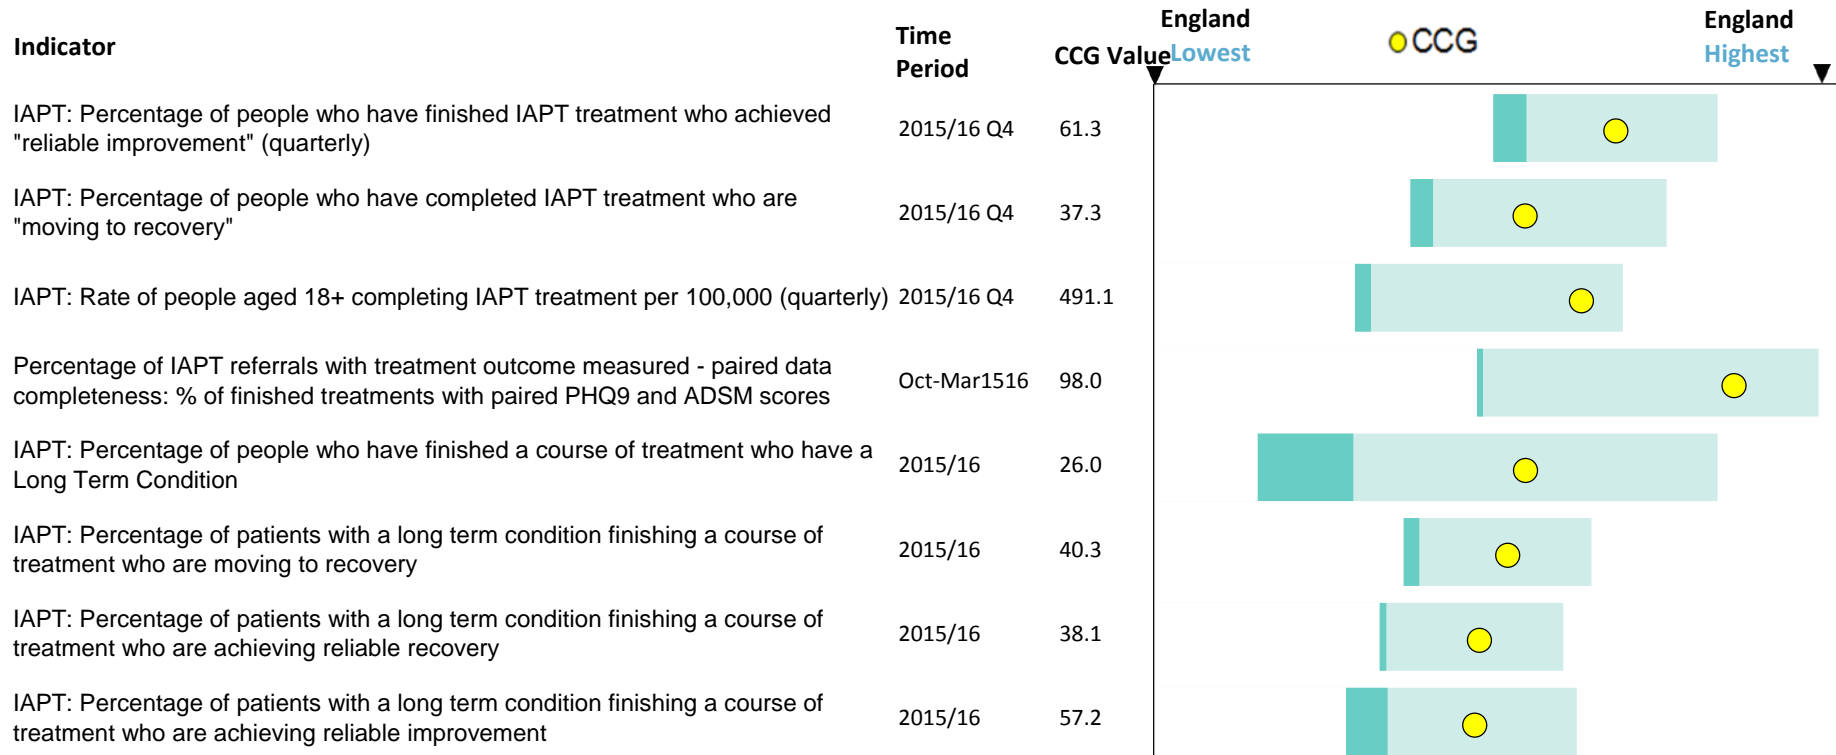 Indicator
Time
Period
CCG Value
England
Lowest
CCG
England
Highest
IAPT: Percentage of people who have finished IAPT treatment who achieved
"reliable improvement" (quarterly)
2015/16 Q4
61.3
IAPT: Percentage of people who have completed IAPT treatment who are
"moving to recovery"
2015/16 Q4
37.3
IAPT: Rate of people aged 18+ completing IAPT treatment per 100,000 (quarterly)
2015/16 Q4
491.1
Percentage of IAPT referrals with treatment outcome measured - paired data
completeness: % of finished treatments with paired PHQ9 and ADSM scores
Oct-Mar1516
98.0
IAPT: Percentage of people who have finished a course of treatment who have a
Long Term Condition
2015/16
26.0
IAPT: Percentage of patients with a long term condition finishing a course of
treatment who are moving to recovery
2015/16
40.3
IAPT: Percentage of patients with a long term condition finishing a course of
treatment who are achieving reliable recovery
2015/16
38.1
IAPT: Percentage of patients with a long term condition finishing a course of
treatment who are achieving reliable improvement
2015/16
57.2